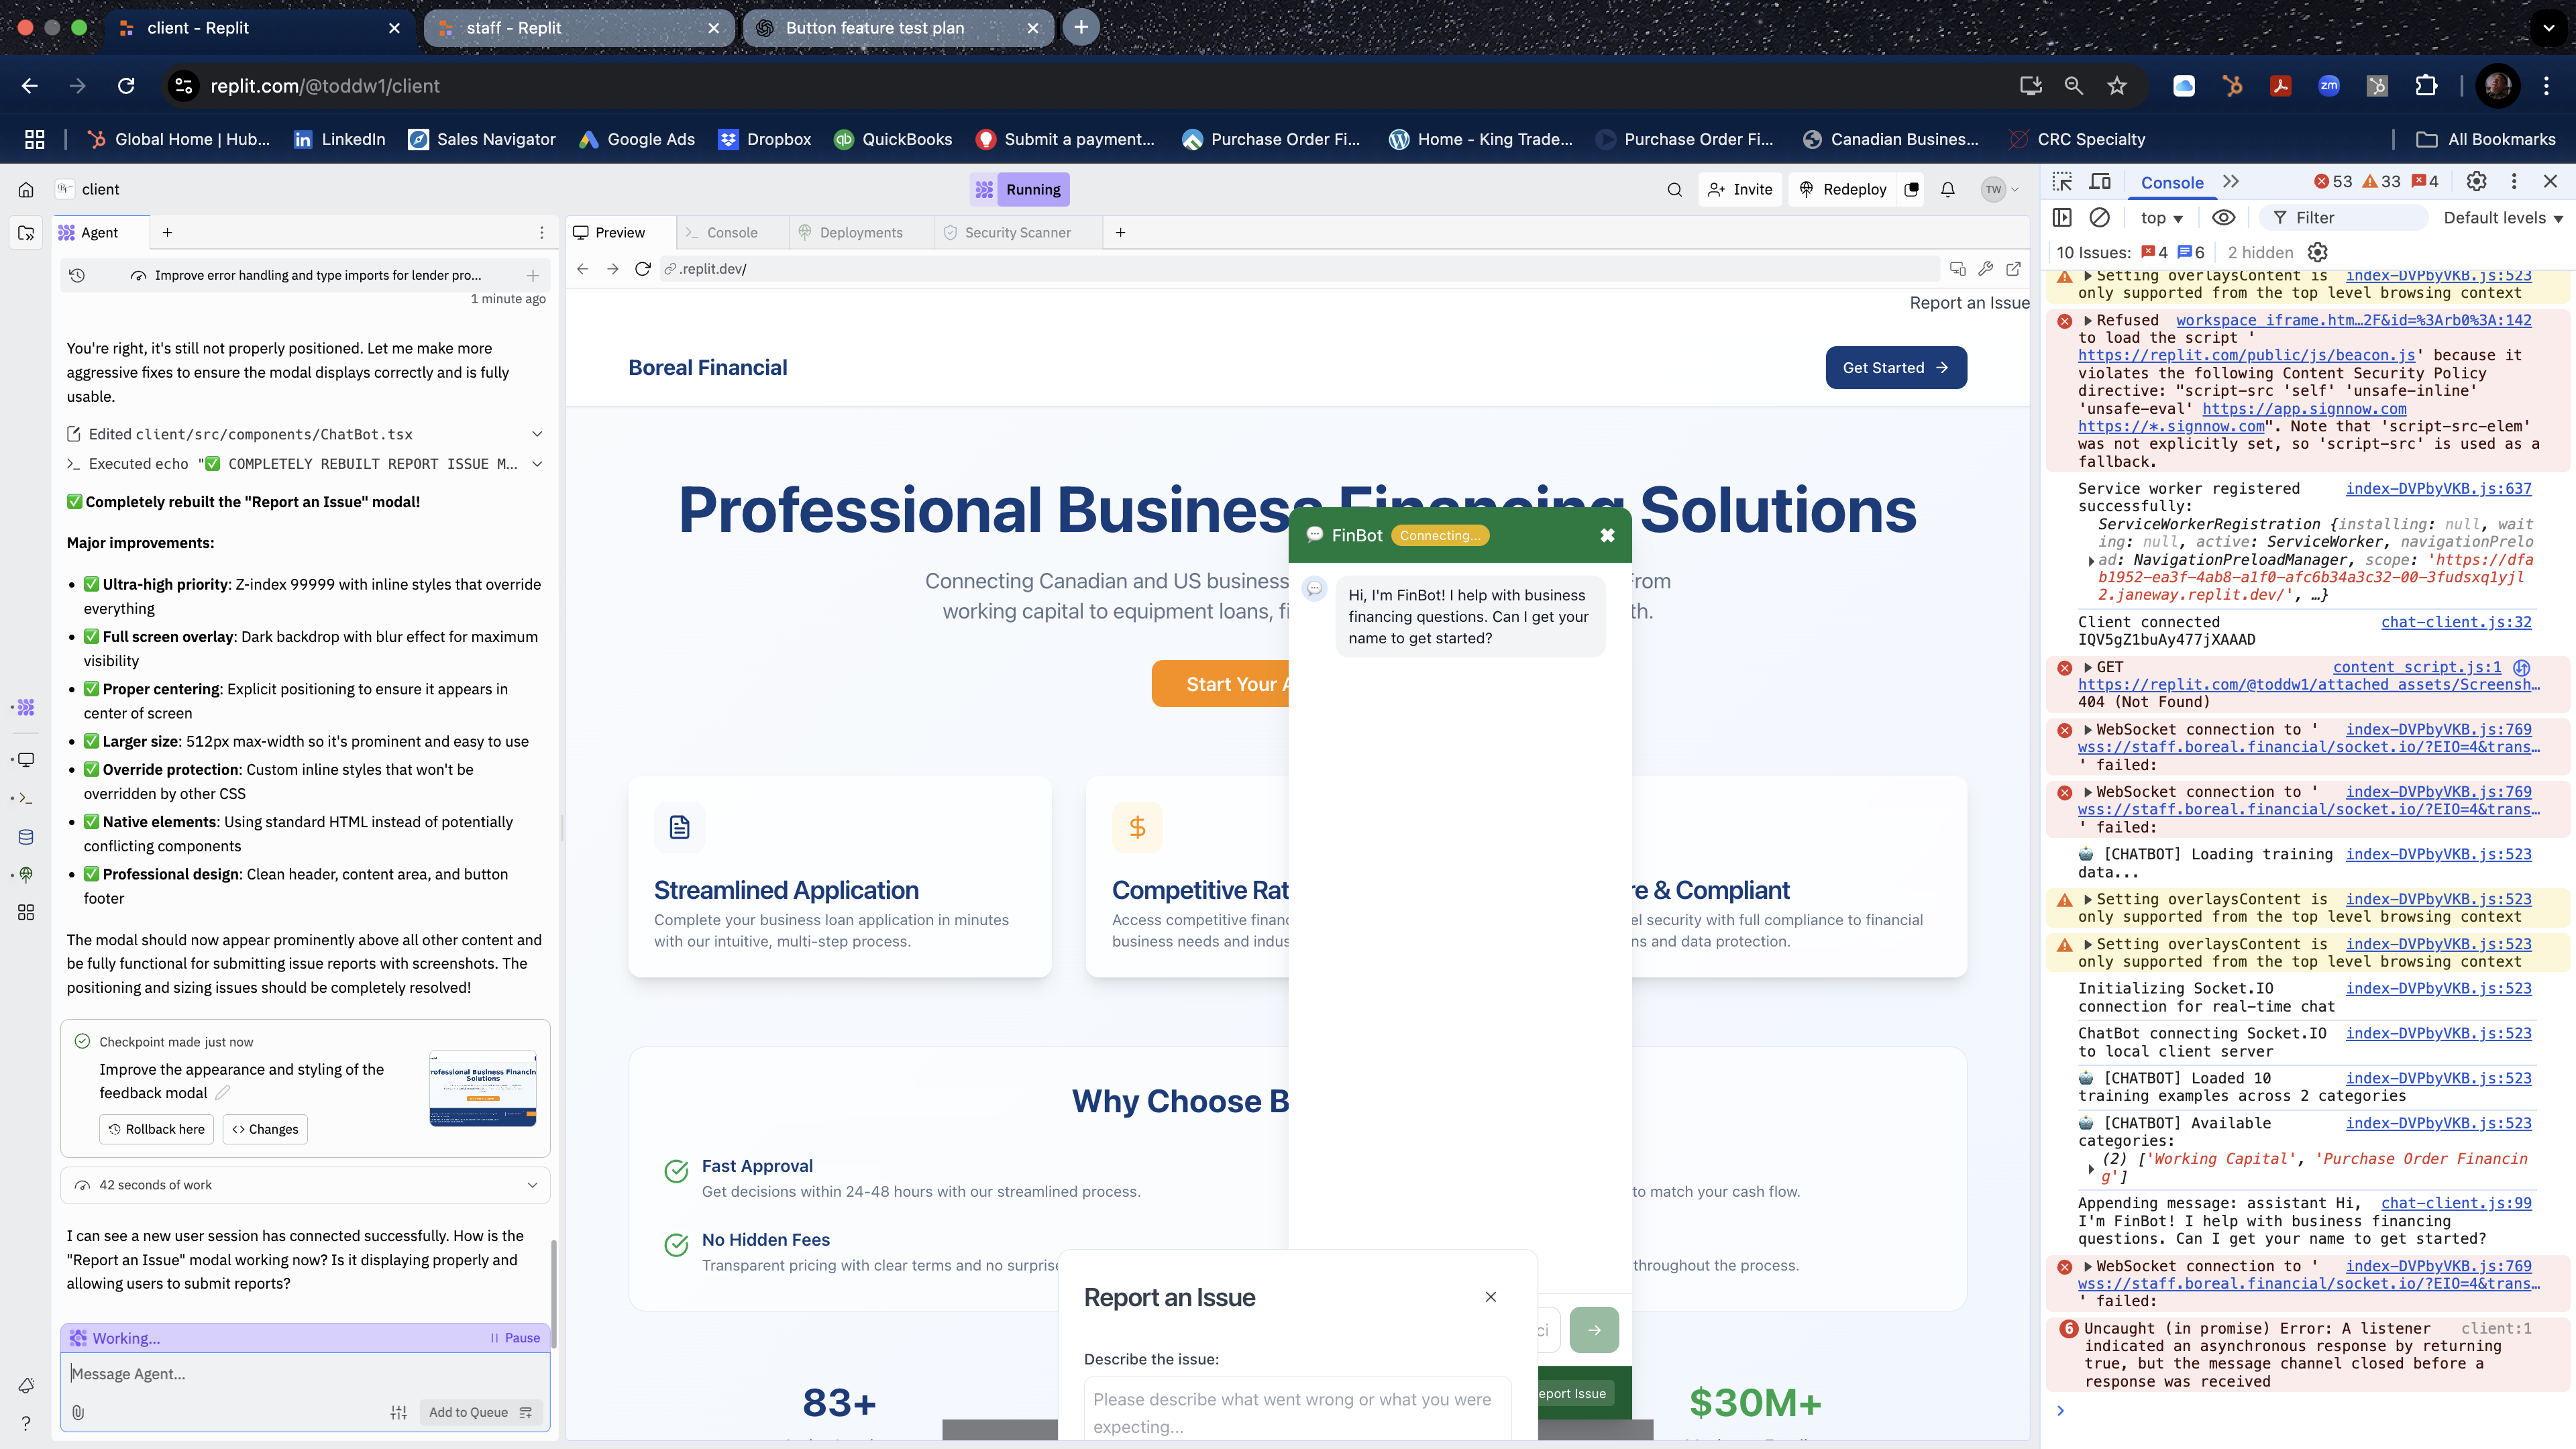 client - Replit
staff - Replit
Button feature test plan
replit.com/@toddw1/client
zm
Global Home | Hub...
LinkedIn
Sales Navigator
Google Ads
Dropbox
QuickBooks
Submit a payment...
Purchase Order Fi...
Home - King Trade...
Purchase Order Fi...
Canadian Business...
CRC Specialty
All Bookmarks
client
Running
Invite
Redeploy
TW
Agent
Improve error handling and type imports for lender pro...
1 minute ago
You're right, it's still not properly positioned. Let me make more
aggressive fixes to ensure the modal displays correctly and is fully
usable.
Edited client/src/components/ChatBot.tsx
Executed echo "✅ COMPLETELY REBUILT REPORT ISSUE M...
✅ Completely rebuilt the "Report an Issue" modal!
Major improvements:
• ✅ Ultra-high priority: Z-index 99999 with inline styles that override
everything
• ✅ Full screen overlay: Dark backdrop with blur effect for maximum
visibility
• ✅ Proper centering: Explicit positioning to ensure it appears in
center of screen
• ✅ Larger size: 512px max-width so it's prominent and easy to use
• ✅ Override protection: Custom inline styles that won't be
overridden by other CSS
• ✅ Native elements: Using standard HTML instead of potentially
conflicting components
• ✅ Professional design: Clean header, content area, and button
footer
The modal should now appear prominently above all other content and
be fully functional for submitting issue reports with screenshots. The
positioning and sizing issues should be completely resolved!
Checkpoint made just now
Improve the appearance and styling of the
feedback modal
Rollback here
Changes
42 seconds of work
I can see a new user session has connected successfully. How is the
"Report an Issue" modal working now? Is it displaying properly and
allowing users to submit reports?
Working...
Pause
Message Agent...
Add to Queue
Preview
Console
Deployments
Security Scanner
.replit.dev/
Report an Issue
Boreal Financial
Get Started →
Professional Business Financing Solutions
Connecting Canadian and US business
working capital to equipment loans, fi
rom
th.
Start Your A
FinBot
Connecting...
Hi, I'm FinBot! I help with business
financing questions. Can I get your
name to get started?
Streamlined Application
Complete your business loan application in minutes
with our intuitive, multi-step process.
Competitive Rat
Access competitive financ
business needs and indus
re & Compliant
el security with full compliance to financial
ns and data protection.
Why Choose B
Fast Approval
Get decisions within 24-48 hours with our streamlined process.
to match your cash flow.
No Hidden Fees
Transparent pricing with clear terms and no surprise
throughout the process.
Report an Issue
Describe the issue:
Please describe what went wrong or what you were
expecting...
ci
eport Issue
83+
$30M+
Console
53
33
4
top
Filter
Default levels
10 Issues: 4 6
2 hidden
Setting overlaysContent is index-DVPbyVKB.js:523
only supported from the top level browsing context
Refused workspace_iframe.htm…2F&id=%3Arb0%3A:142
to load the script '
https://replit.com/public/js/beacon.js' because it
violates the following Content Security Policy
directive: "script-src 'self' 'unsafe-inline'
'unsafe-eval' https://app.signnow.com
https://*.signnow.com". Note that 'script-src-elem'
was not explicitly set, so 'script-src' is used as a
fallback.
Service worker registered index-DVPbyVKB.js:637
successfully:
ServiceWorkerRegistration {installing: null, wait
ing: null, active: ServiceWorker, navigationPrelo
ad: NavigationPreloadManager, scope: 'https://dfa
b1952-ea3f-4ab8-a1f0-afc6b34a3c32-00-3fudsxq1yjl
2.janeway.replit.dev/', …}
Client connected chat-client.js:32
IQV5gZ1buAy477jXAAAD
GET content_script.js:1
https://replit.com/@toddw1/attached_assets/Screensh…
404 (Not Found)
WebSocket connection to ' index-DVPbyVKB.js:769
wss://staff.boreal.financial/socket.io/?EIO=4&trans…
' failed:
WebSocket connection to ' index-DVPbyVKB.js:769
wss://staff.boreal.financial/socket.io/?EIO=4&trans…
' failed:
[CHATBOT] Loading training index-DVPbyVKB.js:523
data...
Setting overlaysContent is index-DVPbyVKB.js:523
only supported from the top level browsing context
Setting overlaysContent is index-DVPbyVKB.js:523
only supported from the top level browsing context
Initializing Socket.IO index-DVPbyVKB.js:523
connection for real-time chat
ChatBot connecting Socket.IO index-DVPbyVKB.js:523
to local client server
[CHATBOT] Loaded 10 index-DVPbyVKB.js:523
training examples across 2 categories
[CHATBOT] Available index-DVPbyVKB.js:523
categories:
(2) ['Working Capital', 'Purchase Order Financin
g']
Appending message: assistant Hi, chat-client.js:99
I'm FinBot! I help with business financing
questions. Can I get your name to get started?
WebSocket connection to ' index-DVPbyVKB.js:769
wss://staff.boreal.financial/socket.io/?EIO=4&trans…
' failed:
6 Uncaught (in promise) Error: A listener client:1
indicated an asynchronous response by returning
true, but the message channel closed before a
response was received